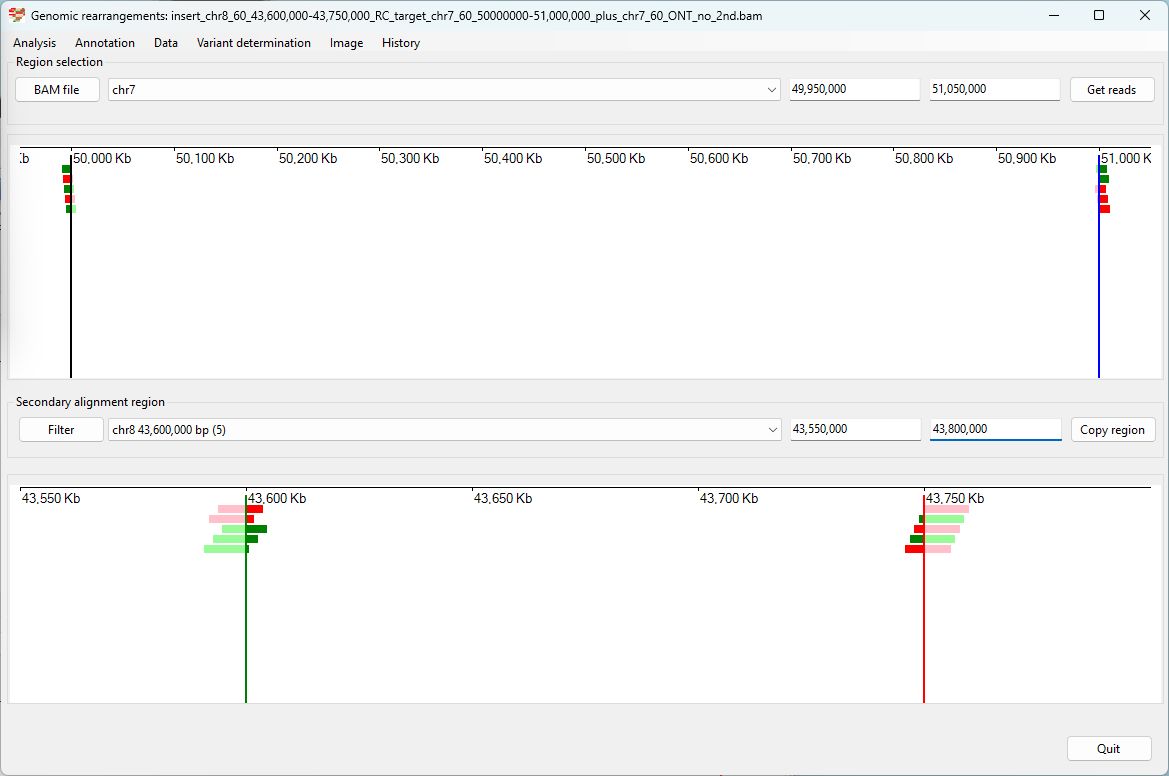 Genomic rearrangements: insert_chr8_60_43,600,000-43,750,000_RC_target_chr7_60_50000000-51,000,000_plus_chr7_60_ONT_no_2nd.bam
Analysis Annotation Data Variant determination Image History
Region selection
BAM file chr7 49,950,000 51,050,000 Get reads
b 50,000 Kb 50,100 Kb 50,200 Kb 50,300 Kb 50,400 Kb 50,500 Kb 50,600 Kb 50,700 Kb 50,800 Kb 50,900 Kb 51,000 K
Secondary alignment region
Filter chr8 43,600,000 bp (5) 43,550,000 43,800,000 Copy region
43,550 Kb 43,600 Kb 43,650 Kb 43,700 Kb 43,750 Kb
Quit